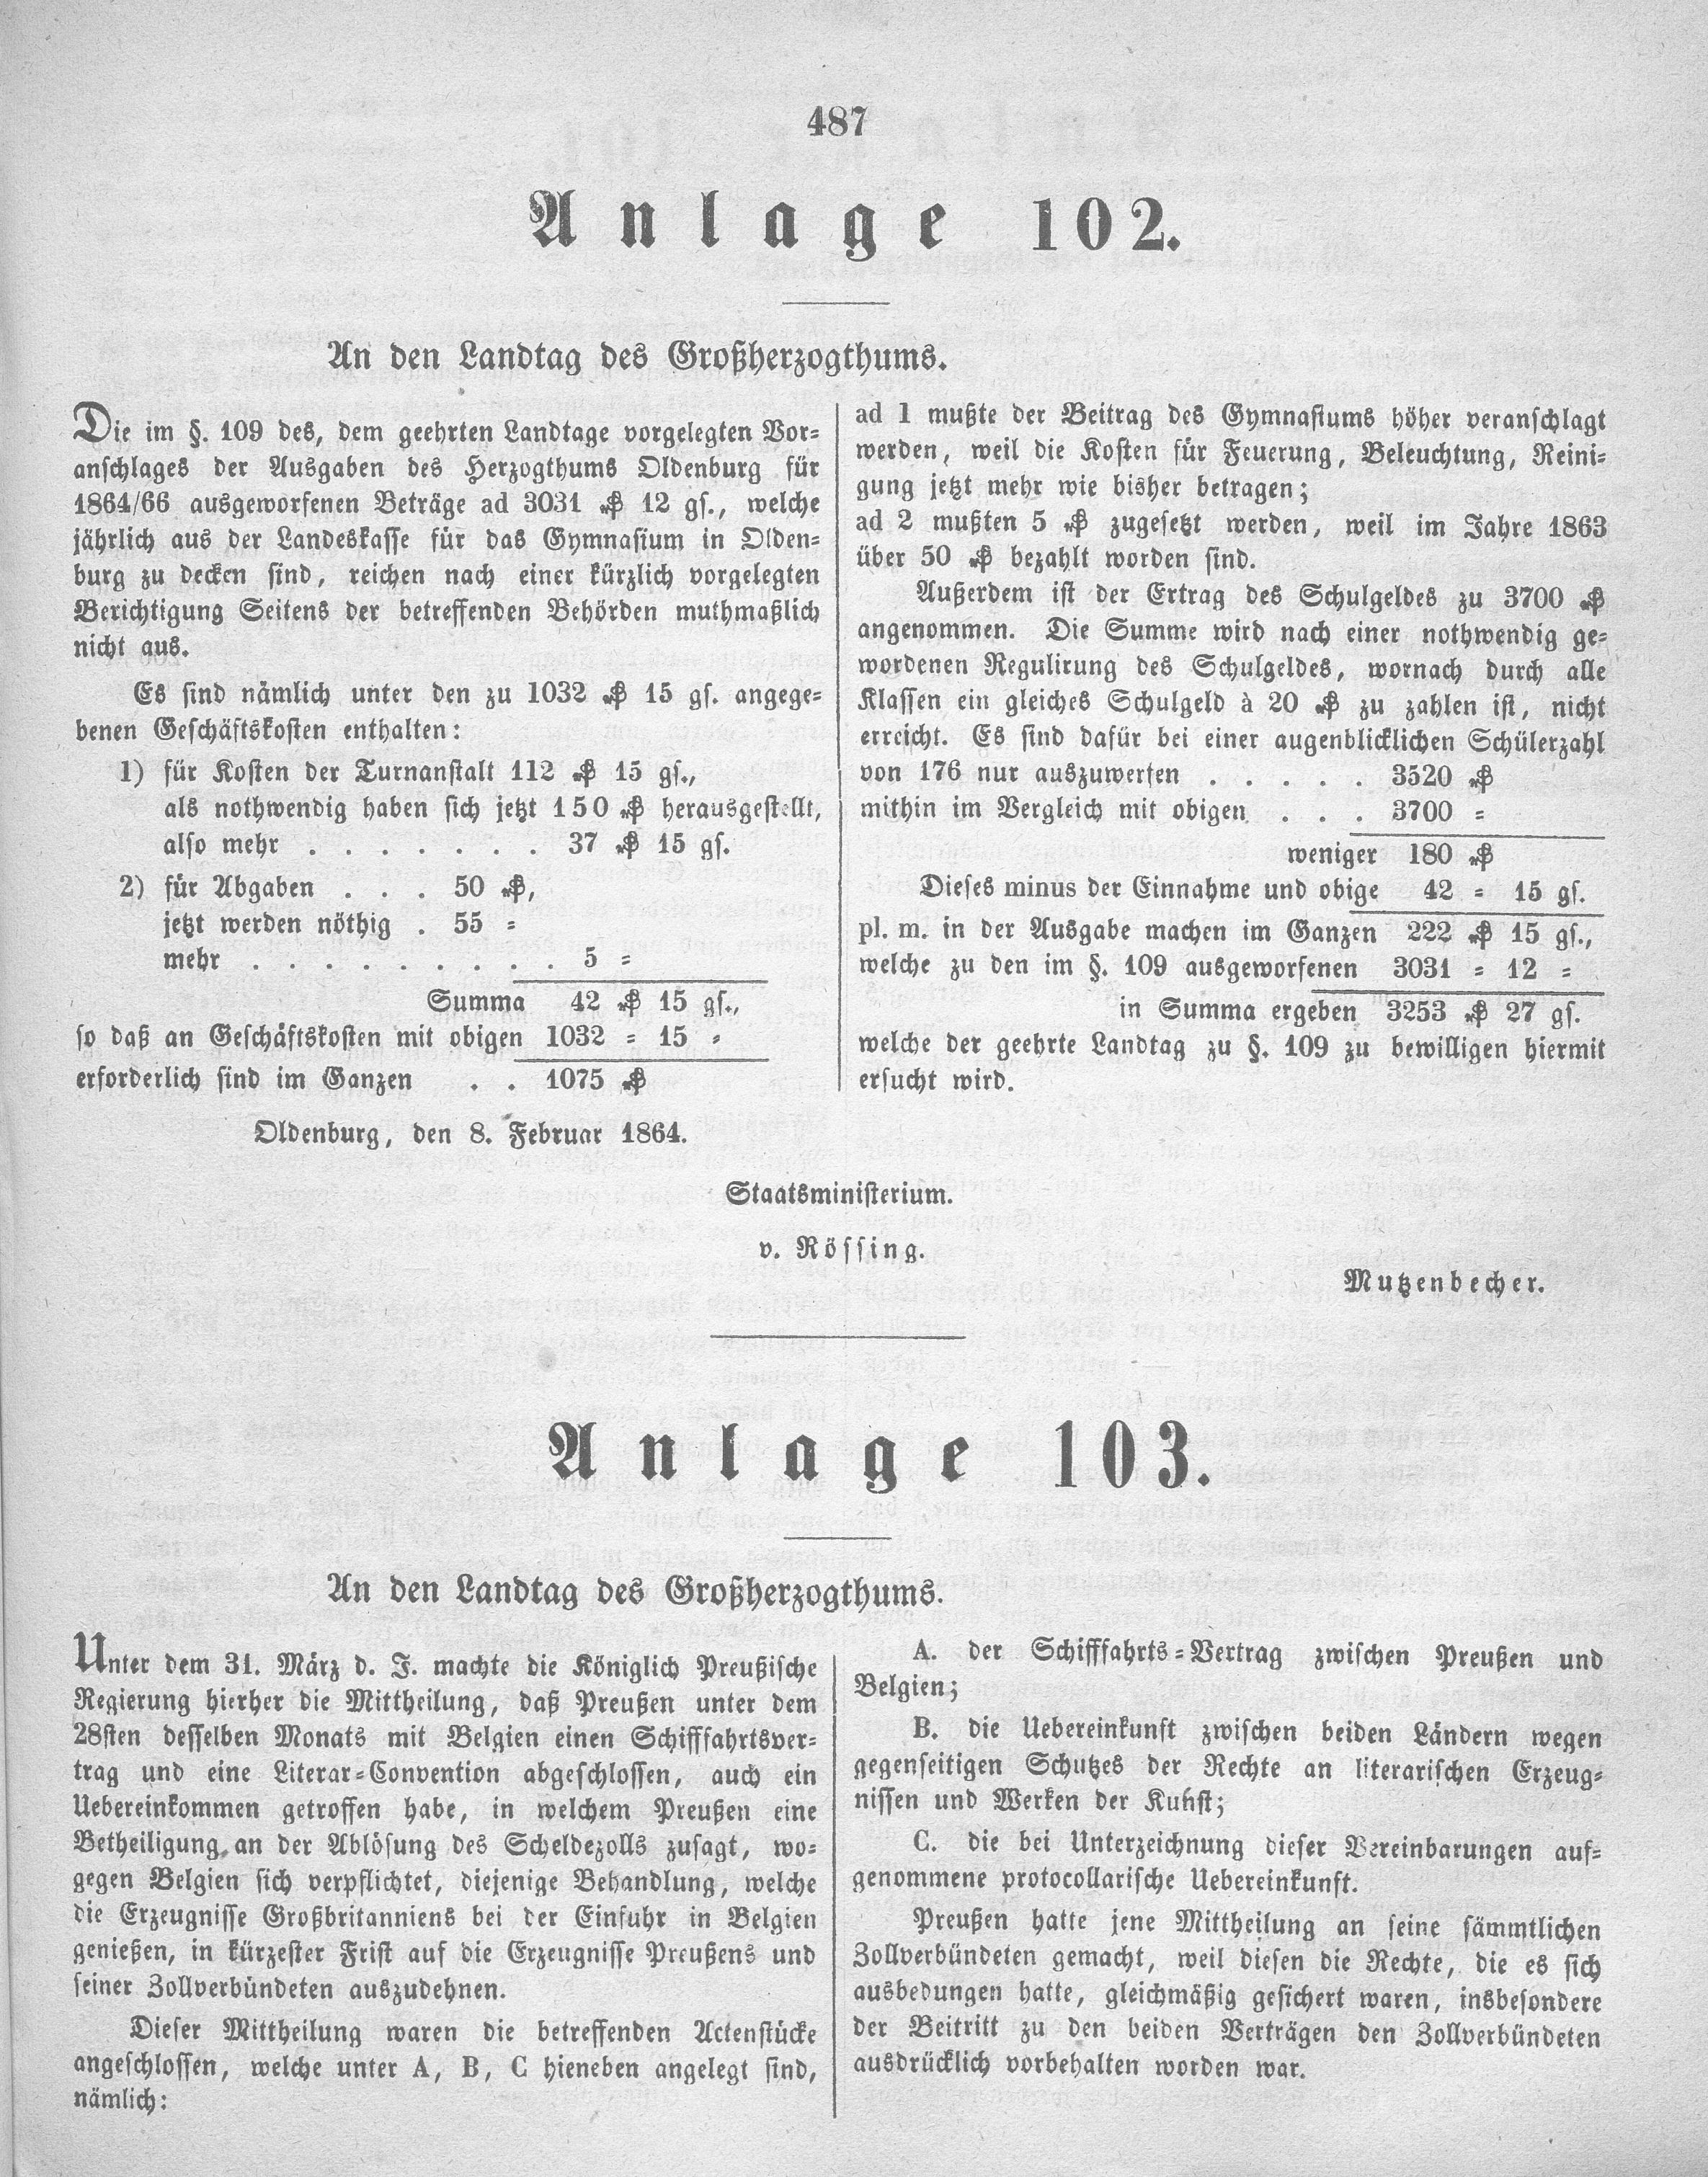 487
Anlage 102.
An den Landtag des Großherzogthums.
Die im §. 109 des, dem geehrten Landtage vorgelegten Vor-
anschlages der Ausgaben des Herzogthums Oldenburg für
1864/66 ausgeworfenen Beträge ad 3031 ₰ 12 gs., welche
jährlich aus der Landeskasse für das Gymnasium in Olden-
burg zu decken sind, reichen nach einer kürzlich vorgelegten
Berichtigung Seitens der betreffenden Behörden muthmaßlich
nicht aus.
Es sind nämlich unter den zu 1032 ₰ 15 gs. angege-
benen Geschäftskosten enthalten:
1) für Kosten der Turnanstalt 112 ₰ 15 gs.,
als nothwendig haben sich jetzt 150 ₰ herausgestellt,
also mehr . . . . . . . 37 ₰ 15 gs.
2) für Abgaben . . . 50 ₰,
jetzt werden nöthig . 55 =
mehr . . . . . . . . . 5 =
Summa 42 ₰ 15 gs.,
so daß an Geschäftskosten mit obigen 1032 = 15 =
erforderlich sind im Ganzen . . 1075 ₰
ad 1 mußte der Beitrag des Gymnasiums höher veranschlagt
werden, weil die Kosten für Feuerung, Beleuchtung, Reini-
gung jetzt mehr wie bisher betragen;
ad 2 mußten 5 ₰ zugesetzt werden, weil im Jahre 1863
über 50 ₰ bezahlt worden sind.
Außerdem ist der Ertrag des Schulgeldes zu 3700 ₰
angenommen. Die Summe wird nach einer nothwendig ge-
wordenen Regulirung des Schulgeldes, wornach durch alle
Klassen ein gleiches Schulgeld à 20 ₰ zu zahlen ist, nicht
erreicht. Es sind dafür bei einer augenblicklichen Schülerzahl
von 176 nur auszuwerfen . . . . . 3520 ₰
mithin im Vergleich mit obigen . . . 3700 =
weniger 180 ₰
Dieses minus der Einnahme und obige 42 = 15 gs.
pl. m. in der Ausgabe machen im Ganzen 222 ₰ 15 gs.,
welche zu den im §. 109 ausgeworfenen 3031 = 12 =
in Summa ergeben 3253 ₰ 27 gs.
welche der geehrte Landtag zu §. 109 zu bewilligen hiermit
ersucht wird.
Oldenburg, den 8. Februar 1864.
Staatsministerium.
v. Rössing.
Mutzenbecher.
Anlage 103.
An den Landtag des Großherzogthums.
Unter dem 31. März d. J. machte die Königlich Preußische
Regierung hierher die Mittheilung, daß Preußen unter dem
28sten desselben Monats mit Belgien einen Schifffahrtsver-
trag und eine Literar-Convention abgeschlossen, auch ein
Uebereinkommen getroffen habe, in welchem Preußen eine
Betheiligung an der Ablösung des Scheldezolls zusagt, wo-
gegen Belgien sich verpflichtet, diejenige Behandlung, welche
die Erzeugnisse Großbritanniens bei der Einfuhr in Belgien
genießen, in kürzester Frist auf die Erzeugnisse Preußens und
seiner Zollverbündeten auszudehnen.
Dieser Mittheilung waren die betreffenden Actenstücke
angeschlossen, welche unter A, B, C hieneben angelegt sind,
nämlich:
A. der Schifffahrts-Vertrag zwischen Preußen und
Belgien;
B. die Uebereinkunft zwischen beiden Ländern wegen
gegenseitigen Schutzes der Rechte an literarischen Erzeug-
nissen und Werken der Kunst;
C. die bei Unterzeichnung dieser Vereinbarungen auf-
genommene protocollarische Uebereinkunft.
Preußen hatte jene Mittheilung an seine sämmtlichen
Zollverbündeten gemacht, weil diesen die Rechte, die es sich
ausbedungen hatte, gleichmäßig gesichert waren, insbesondere
der Beitritt zu den beiden Verträgen den Zollverbündeten
ausdrücklich vorbehalten worden war.